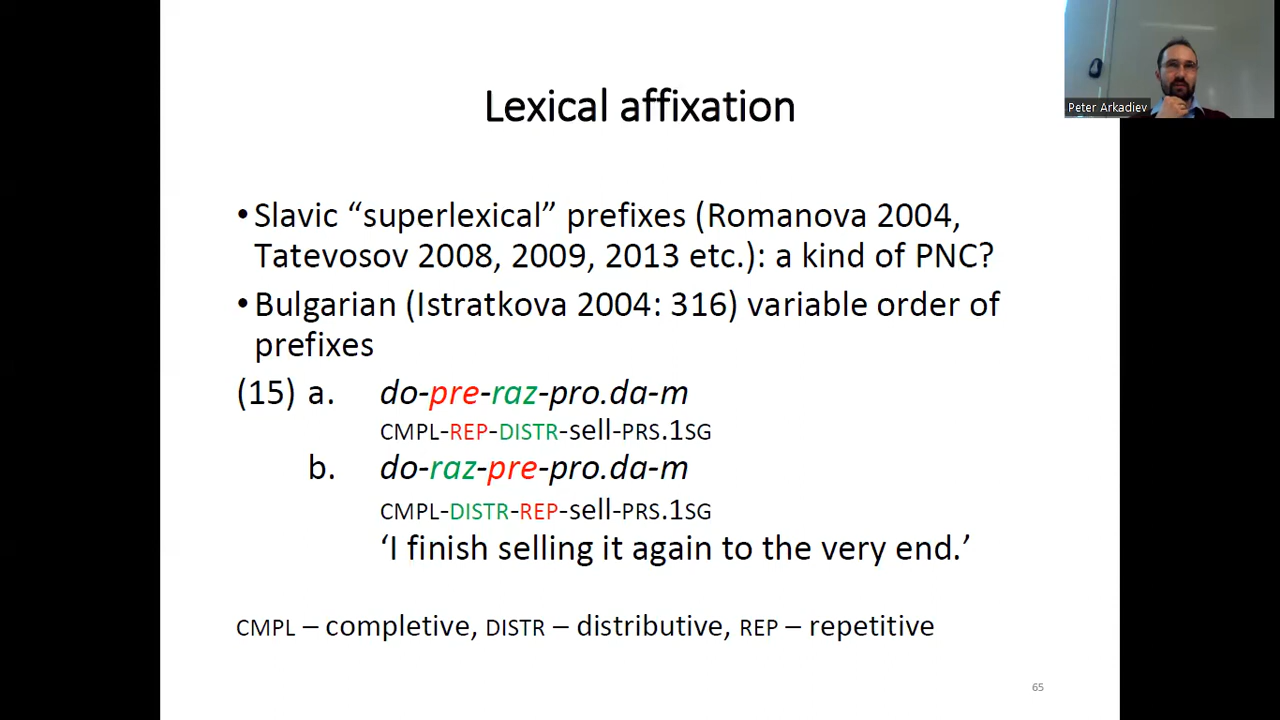 Peter Arkadiev
Lexical affixation
• Slavic “superlexical” prefixes (Romanova 2004,
Tatevosov 2008, 2009, 2013 etc.): a kind of PNC?
• Bulgarian (Istratkova 2004: 316) variable order of
prefixes
(15) a. do-pre-raz-pro.da-m
CMPL-REP-DISTR-sell-PRS.1SG
b. do-raz-pre-pro.da-m
CMPL-DISTR-REP-sell-PRS.1SG
‘I finish selling it again to the very end.’
CMPL – completive, DISTR – distributive, REP – repetitive
65